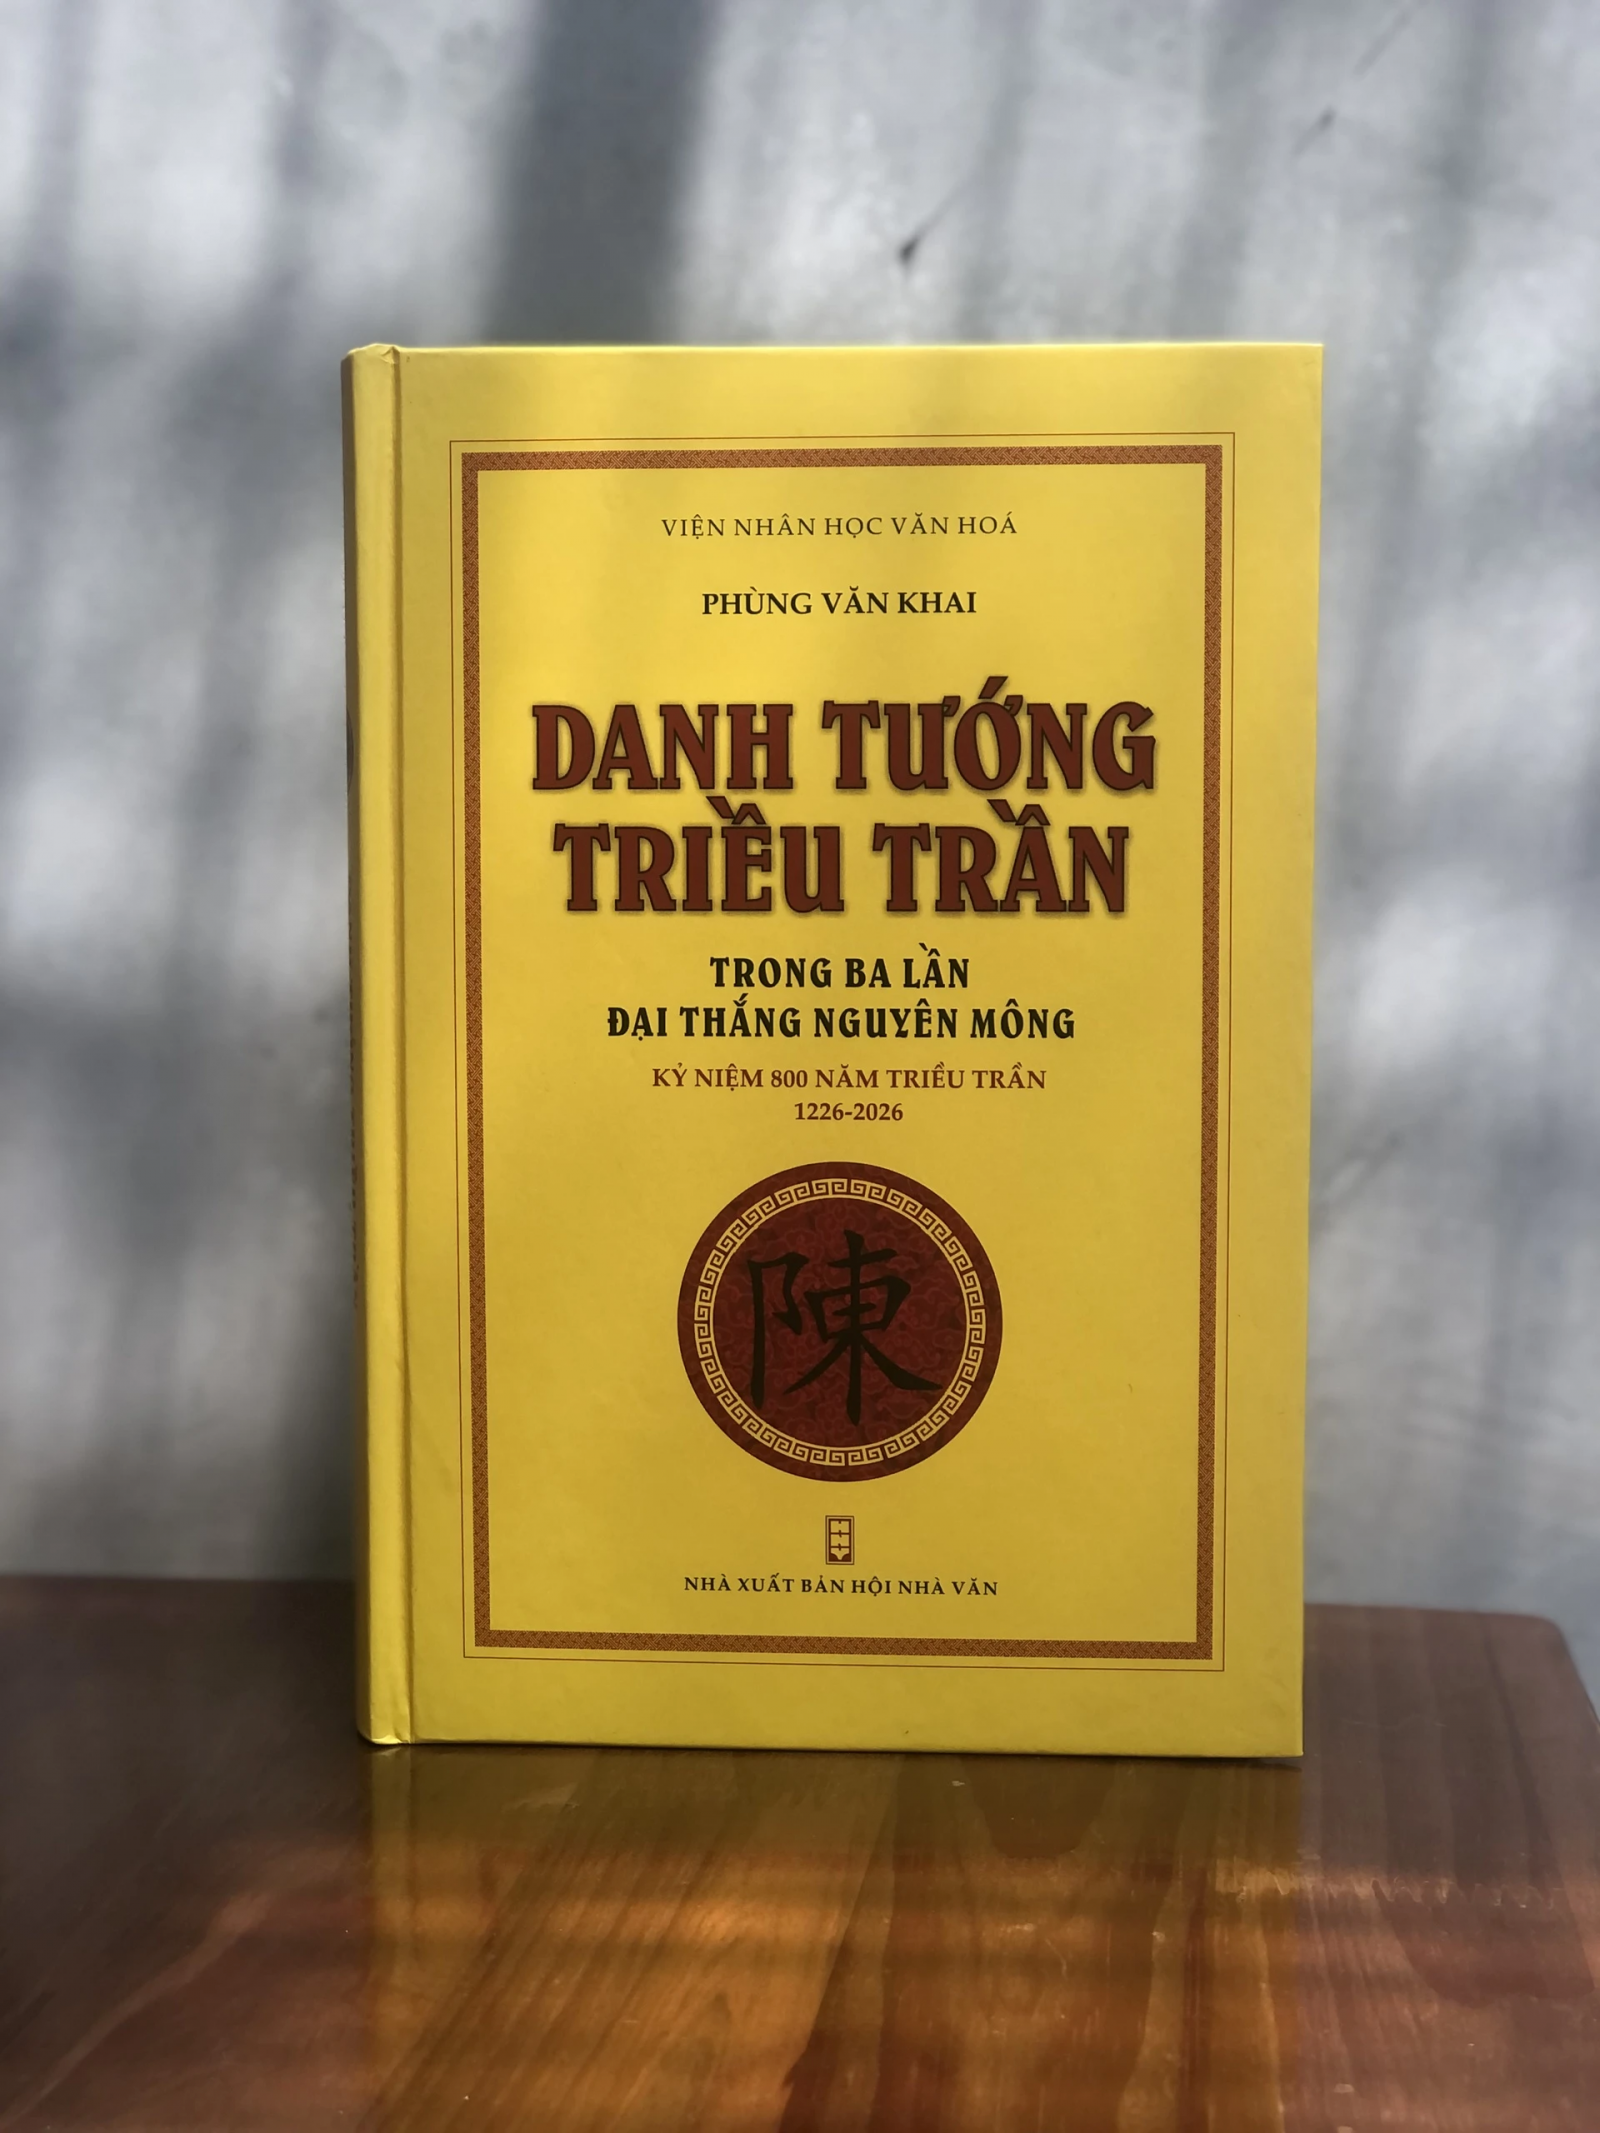 VIỆN NHÂN HỌC VĂN HOÁ
PHÙNG VĂN KHAI
DANH TƯỚNG
TRIỀU TRẦN
TRONG BA LẦN
ĐẠI THẮNG NGUYÊN MÔNG
KỶ NIỆM 800 NĂM TRIỀU TRẦN
1226-2026
陳
NHÀ XUẤT BẢN HỘI NHÀ VĂN